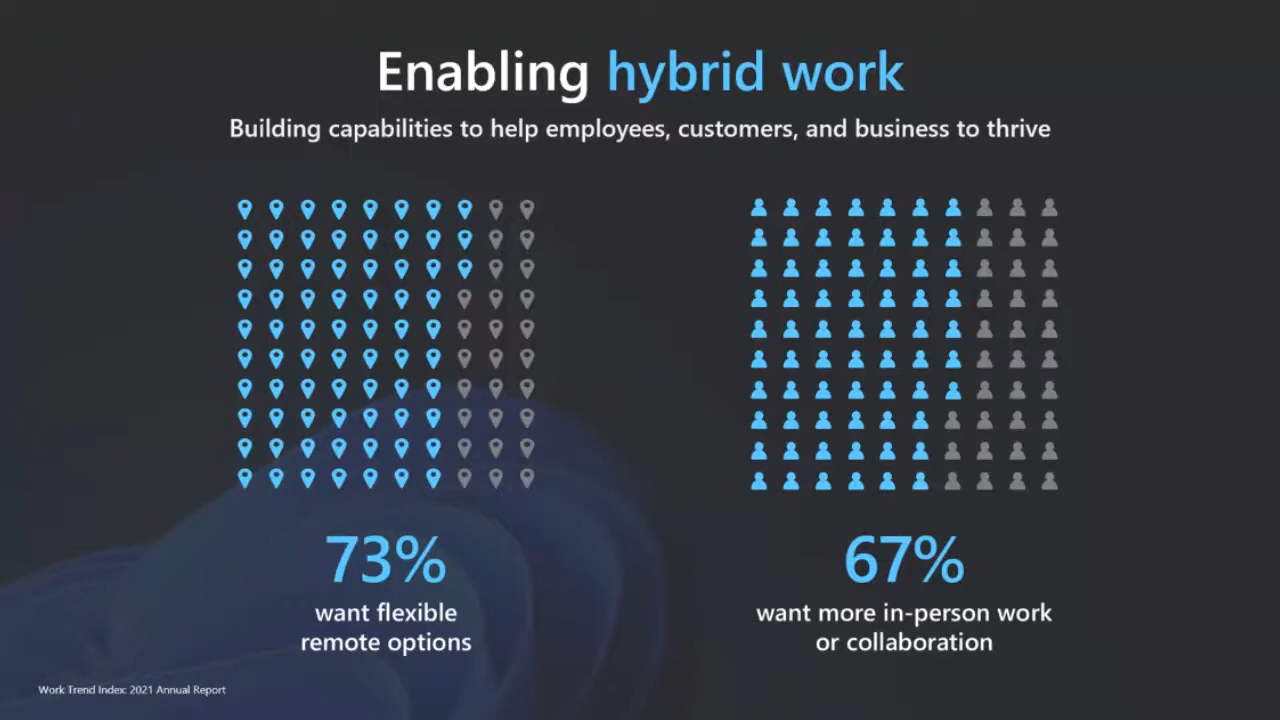 Enabling hybrid work
Building capabilities to help employees, customers, and business to thrive
73%
want flexible
remote options
67%
want more in-person work
or collaboration
Work Trend Index: 2021 Annual Report